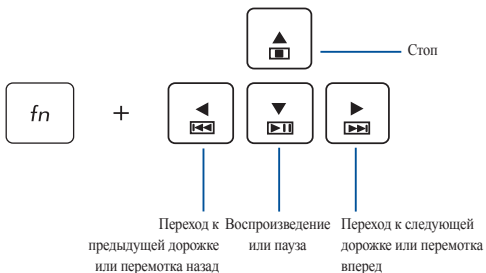 Стоп
fn +
Переход к предыдущей дорожке или перемотка назад
Воспроизведение или пауза
Переход к следующей дорожке или перемотка вперед